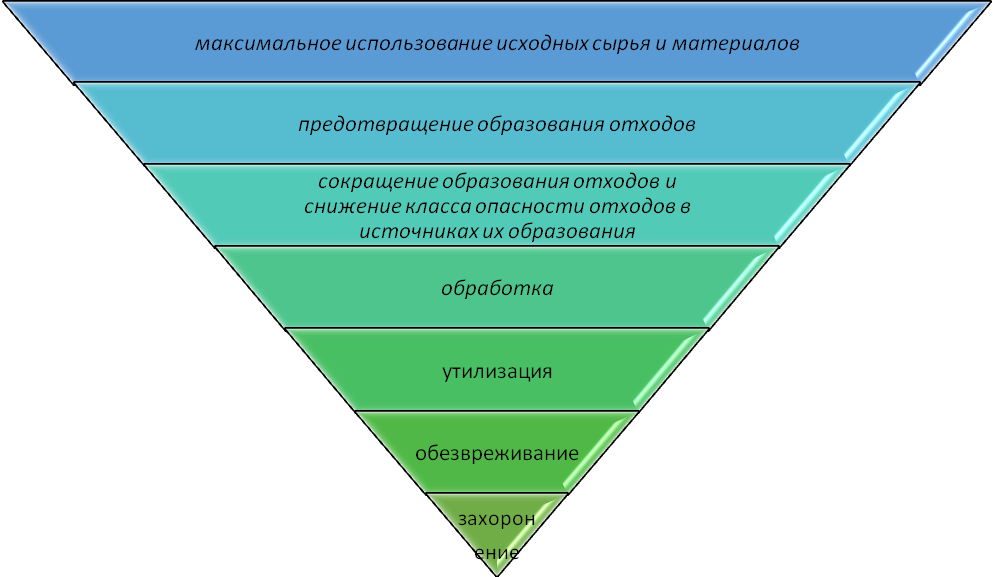 максимальное использование исходных сырья и материалов
предотвращение образования отходов
сокращение образования отходов и
снижение класса опасности отходов в
источниках их образования
обработка
утилизация
обезвреживание
захорон
ение